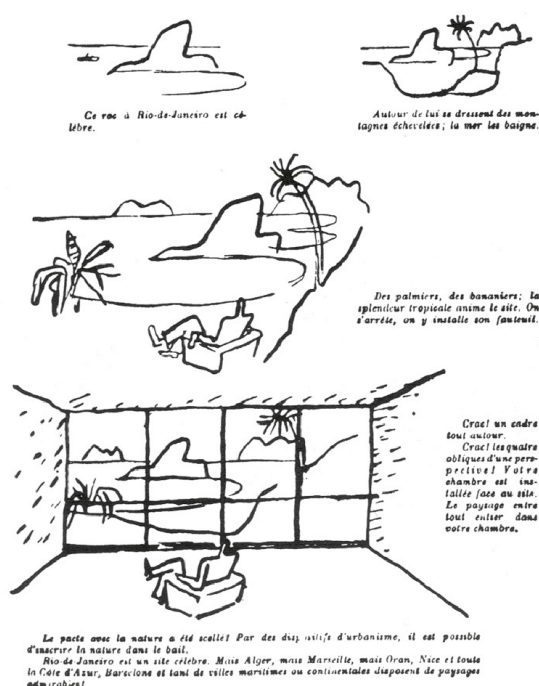 Ce roc à Rio-de-Janeiro est cé-
lèbre.
Autour de lui se dressent des mon-
tagnes échevelées; la mer les baigne.
Des palmiers, des bananiers; la
splendeur tropicale anime le site. On
s'arrête, on y installe son fauteuil.
Crac! un cadre
tout autour.
Crac! les quatre
obliques d'une pers-
pective! Votre
chambre est ins-
tallée face au site.
Le paysage entre
tout entier dans
votre chambre.
Le pacte avec la nature a été scellé! Par des dispositifs d'urbanisme, il est possible
d'inscrire la nature dans le bail.
Rio-de-Janeiro est un site célèbre. Mais Alger, mais Marseille, mais Oran, Nice et toute
la Côte d'Azur, Barcelone et tant de villes maritimes ou continentales disposent de paysages
admirables!